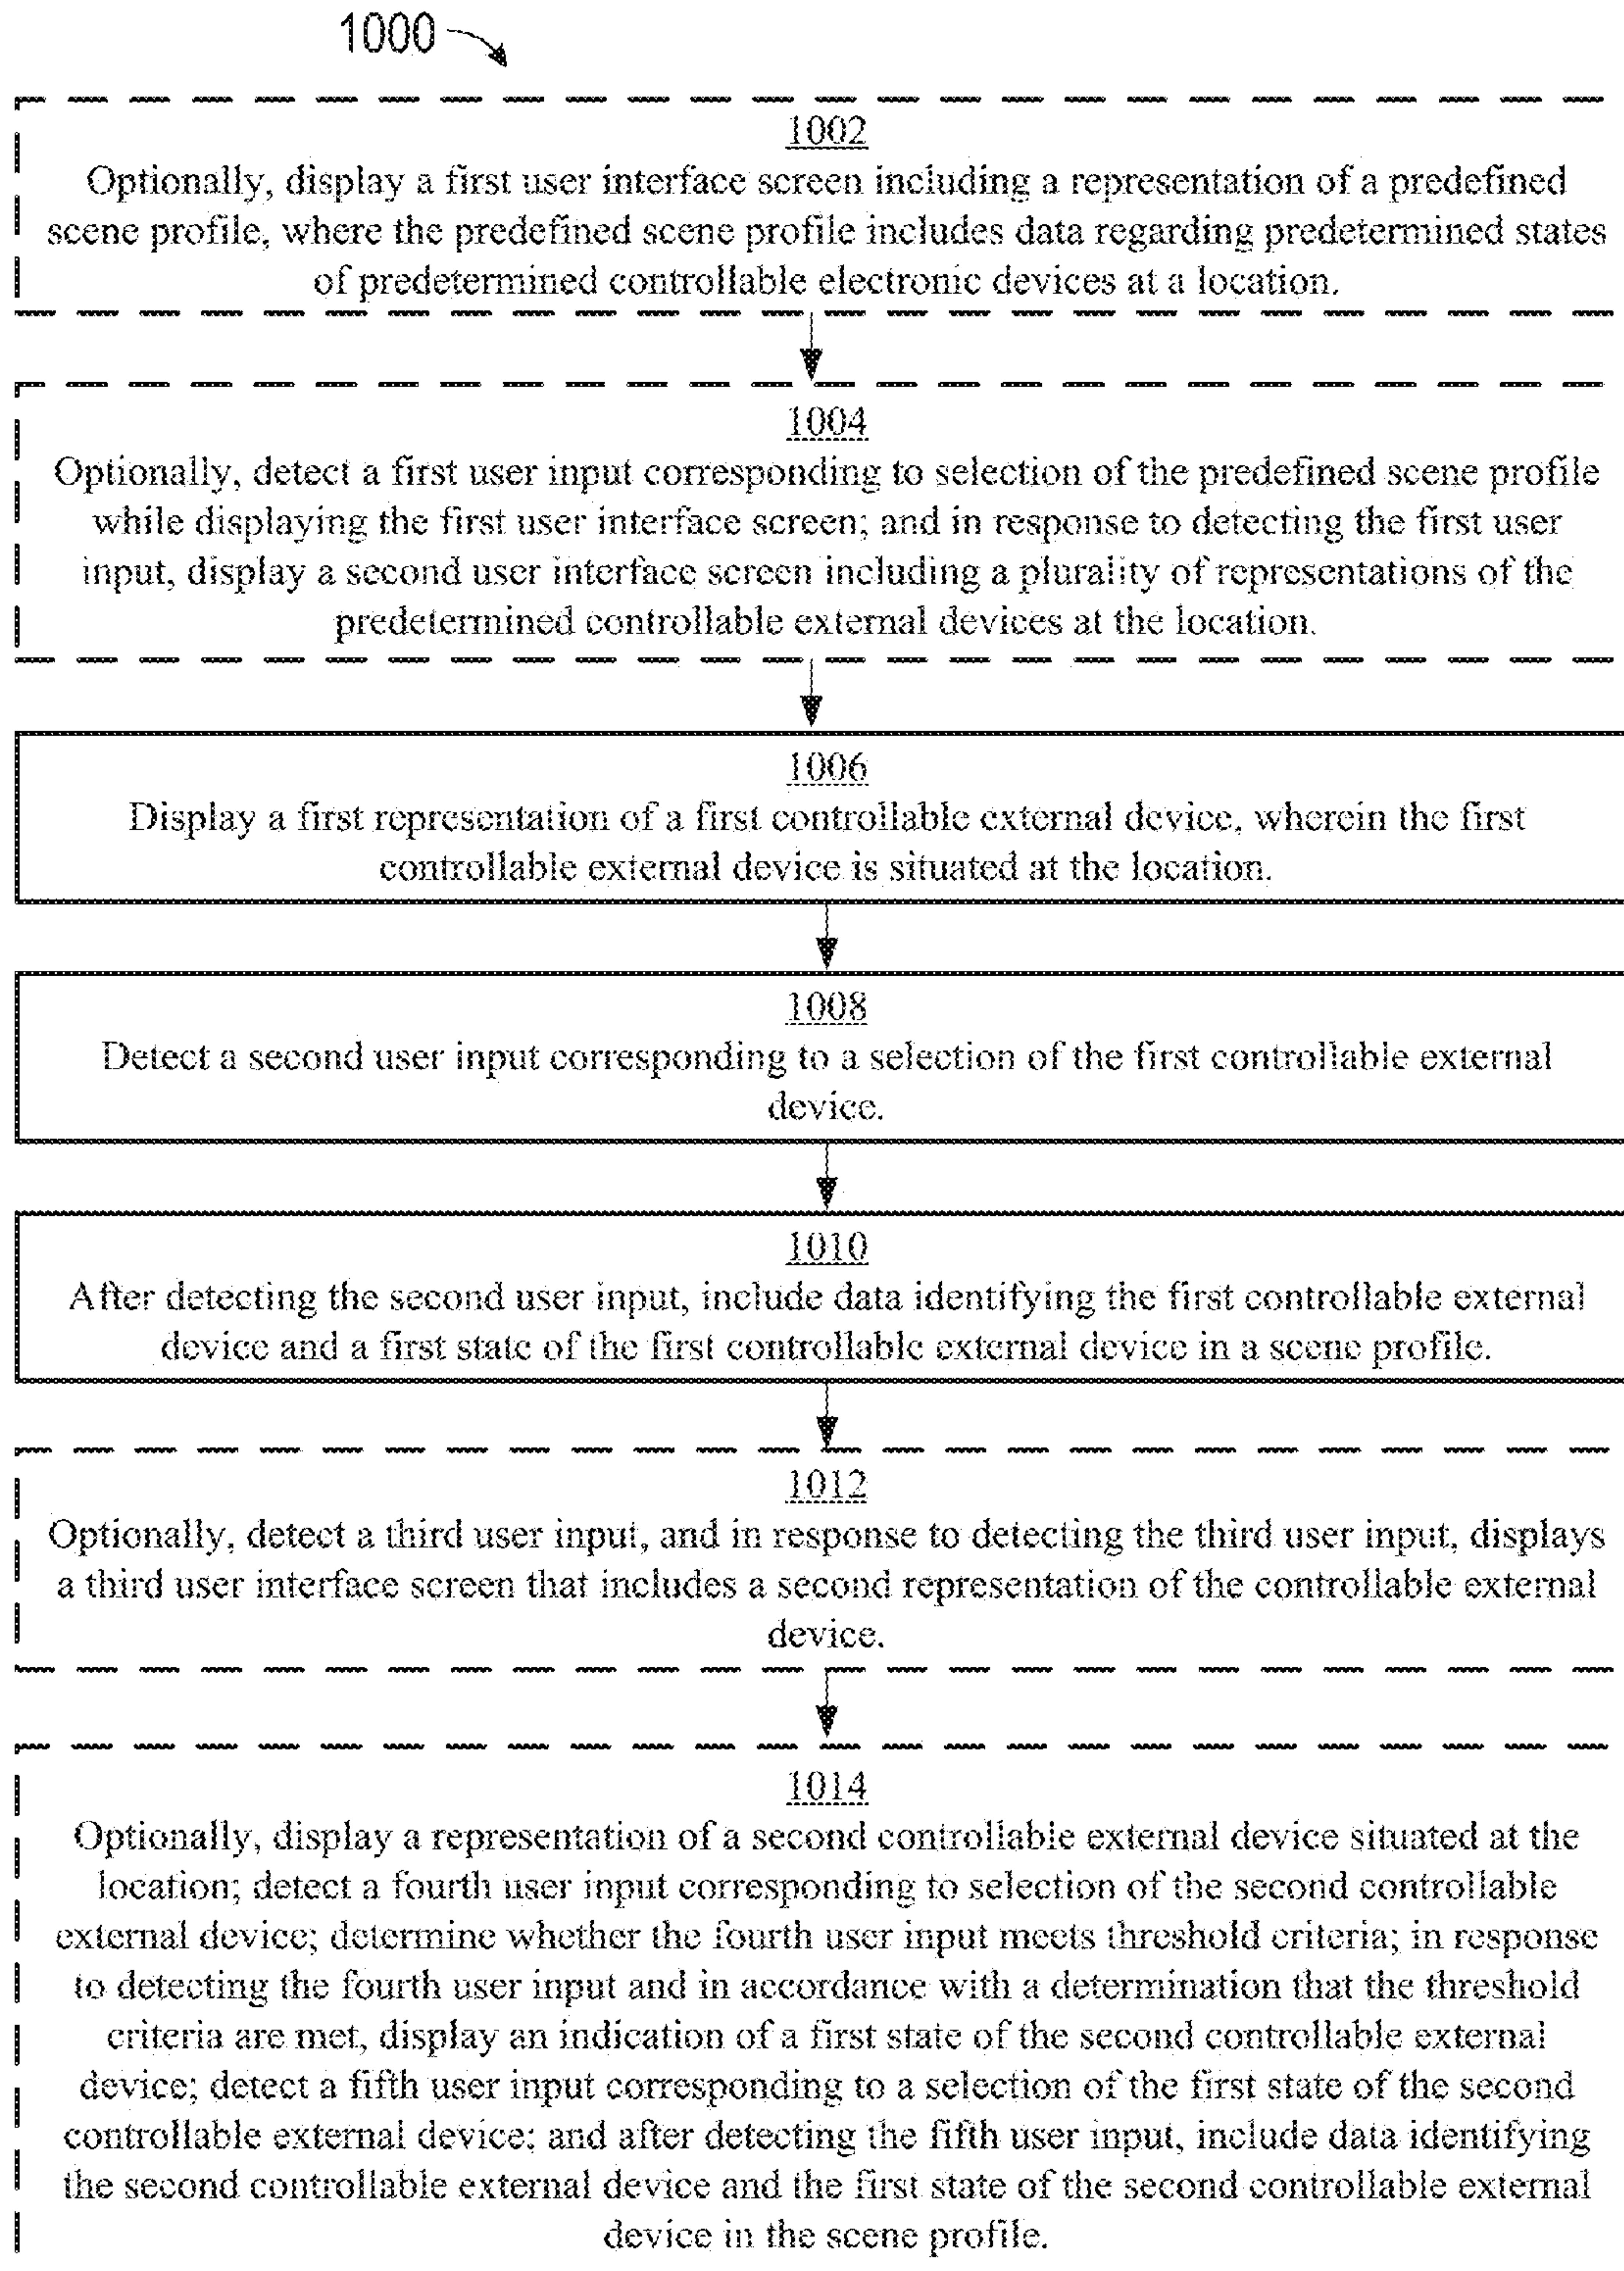 1000
1002
Optionally, display a first user interface screen including a representation of a predefined
scene profile, where the predefined scene profile includes data regarding predetermined states
of predetermined controllable electronic devices at a location.
1004
Optionally, detect a first user input corresponding to selection of the predefined scene profile
while displaying the first user interface screen; and in response to detecting the first user
input, display a second user interface screen including a plurality of representations of the
predetermined controllable external devices at the location.
1006
Display a first representation of a first controllable external device, wherein the first
controllable external device is situated at the location.
1008
Detect a second user input corresponding to a selection of the first controllable external
device.
1010
After detecting the second user input, include data identifying the first controllable external
device and a first state of the first controllable external device in a scene profile.
1012
Optionally, detect a third user input, and in response to detecting the third user input, displays
a third user interface screen that includes a second representation of the controllable external
device.
1014
Optionally, display a representation of a second controllable external device situated at the
location; detect a fourth user input corresponding to selection of the second controllable
external device; determine whether the fourth user input meets threshold criteria; in response
to detecting the fourth user input and in accordance with a determination that the threshold
criteria are met, display an indication of a first state of the second controllable external
device; detect a fifth user input corresponding to a selection of the first state of the second
controllable external device; and after detecting the fifth user input, include data identifying
the second controllable external device and the first state of the second controllable external
device in the scene profile.